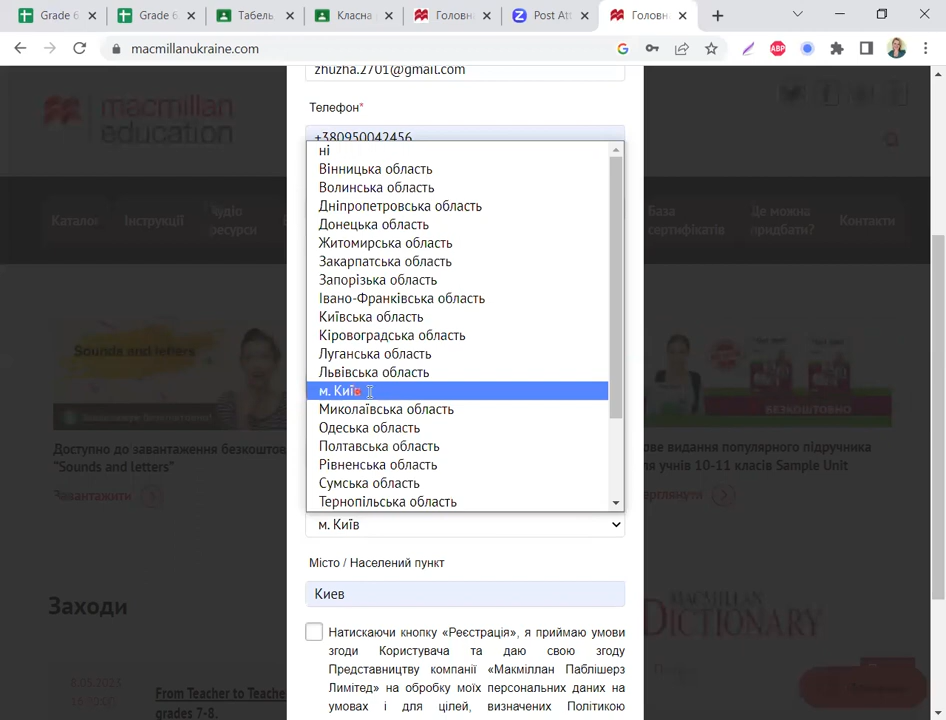 Grade 6
Grade 6
Табель
Класна
Головн
Post Att
Головн
macmillanukraine.com
zhuzha.2701@gmail.com
Телефон*
+380950042456
macmillan
education
Каталог
Інструкції
Аудіо
ресурси
База
сертифікатів
Де можна
придбати?
Контакти
ні
Вінницька область
Волинська область
Дніпропетровська область
Донецька область
Житомирська область
Закарпатська область
Запорізька область
Івано-Франківська область
Київська область
Кіровоградська область
Луганська область
Львівська область
м. Київ
Миколаївська область
Одеська область
Полтавська область
Рівненська область
Сумська область
Тернопільська область
м. Київ
Місто / Населений пункт
Киев
Натискаючи кнопку «Реєстрація», я приймаю умови
згоди Користувача та даю свою згоду
Представництву компанії «Макміллан Паблішерз
Лимітед» на обробку моїх персональних даних на
умовах і для цілей, визначених Політикою
Sounds and letters
БЕЗКОШТОВНО
Доступно до завантаження безкоштов
"Sounds and letters"
Завантажити
ове видання популярного підручника
ля учнів 10-11 класів Sample Unit
Заходи
MACMILLAN
DICTIONARY
From Teacher to Teache
grades 7-8.